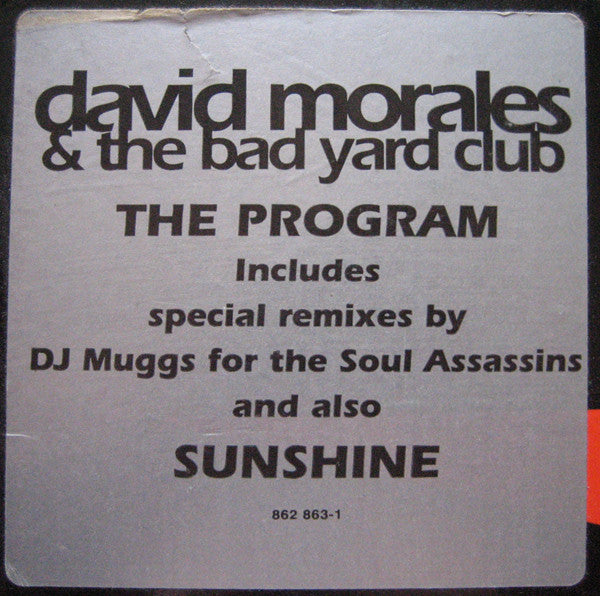 david morales
& the bad yard club
THE PROGRAM
Includes
special remixes by
DJ Muggs for the Soul Assassins
and also
SUNSHINE
862 863-1